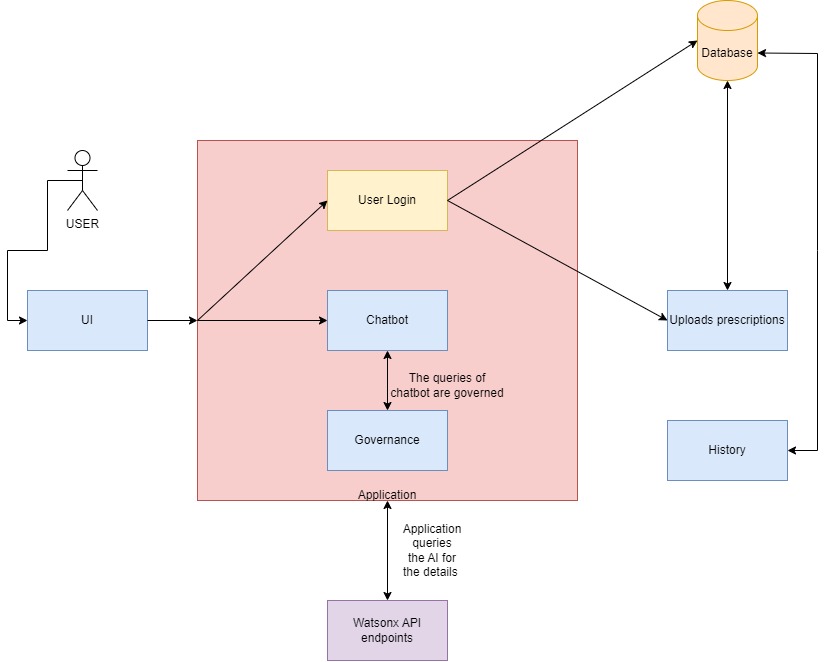 Database
User Login
USER
UI
Chatbot
Uploads prescriptions
The queries of
chatbot are governed
Governance
History
Application
Application
queries
the AI for
the details
Watsonx API
endpoints